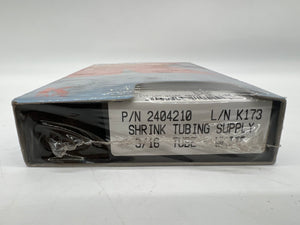 P/N 2404210 L/N K173
SHRINK TUBING SUPPLY
3/16 TUBE